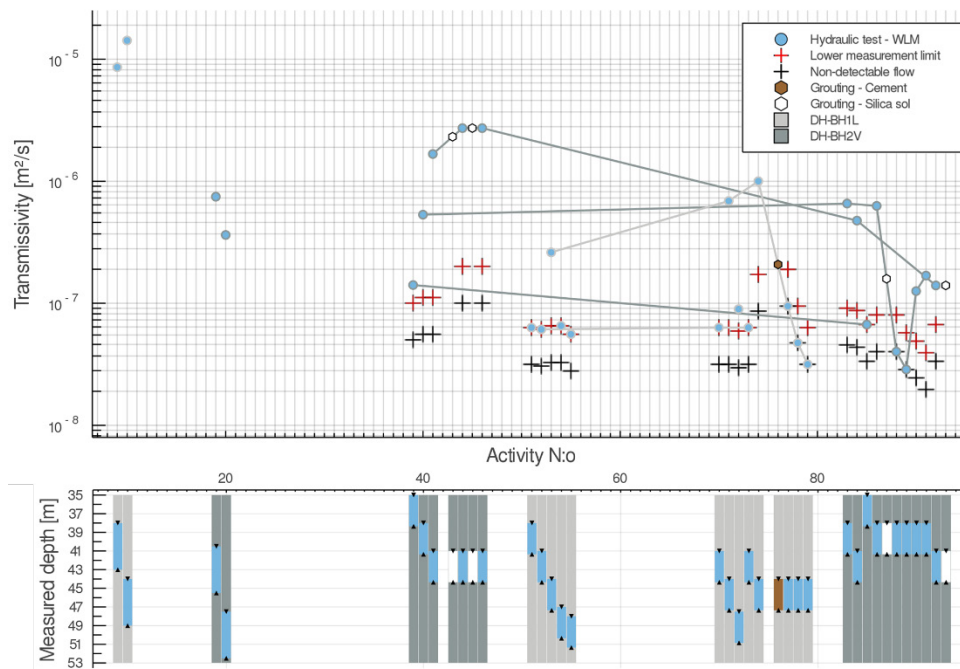 10⁻⁵
10⁻⁶
10⁻⁷
10⁻⁸
Transmissivity [m²/s]
Hydraulic test - WLM
Lower measurement limit
Non-detectable flow
Grouting - Cement
Grouting - Silica sol
DH-BH1L
DH-BH2V
Activity N:o
20
40
60
80
Measured depth [m]
35
37
39
41
43
45
47
49
51
53